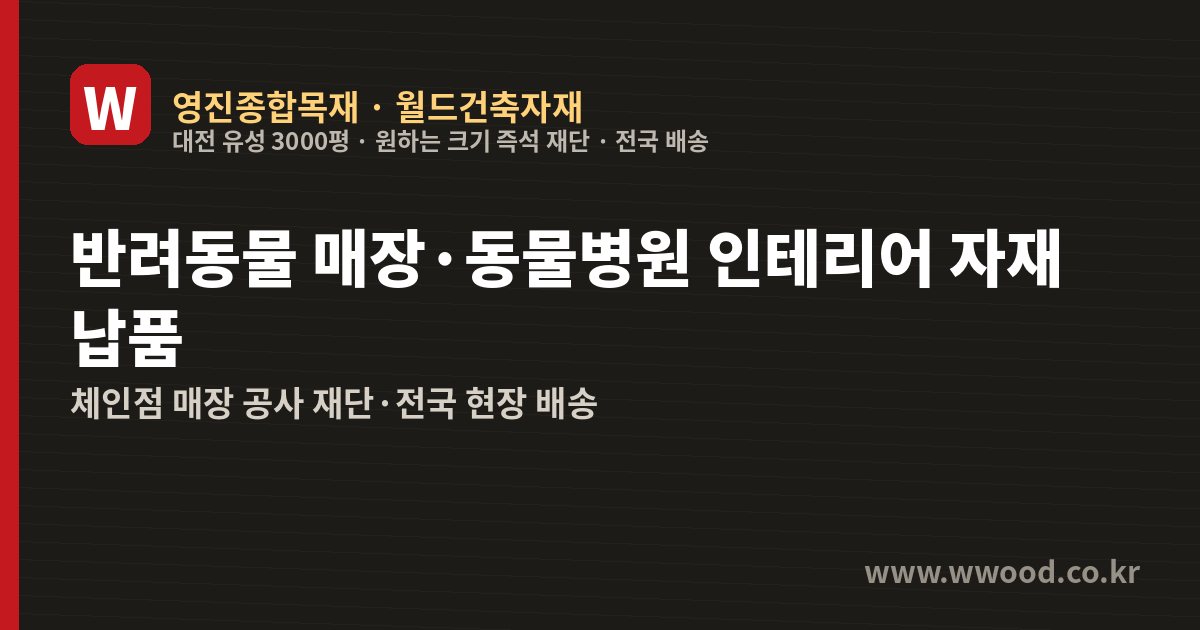 W
영진종합목재 · 월드건축자재
대전 유성 3000평 · 원하는 크기 즉석 재단 · 전국 배송
반려동물 매장·동물병원 인테리어 자재
납품
체인점 매장 공사 재단·전국 현장 배송
www.wwood.co.kr